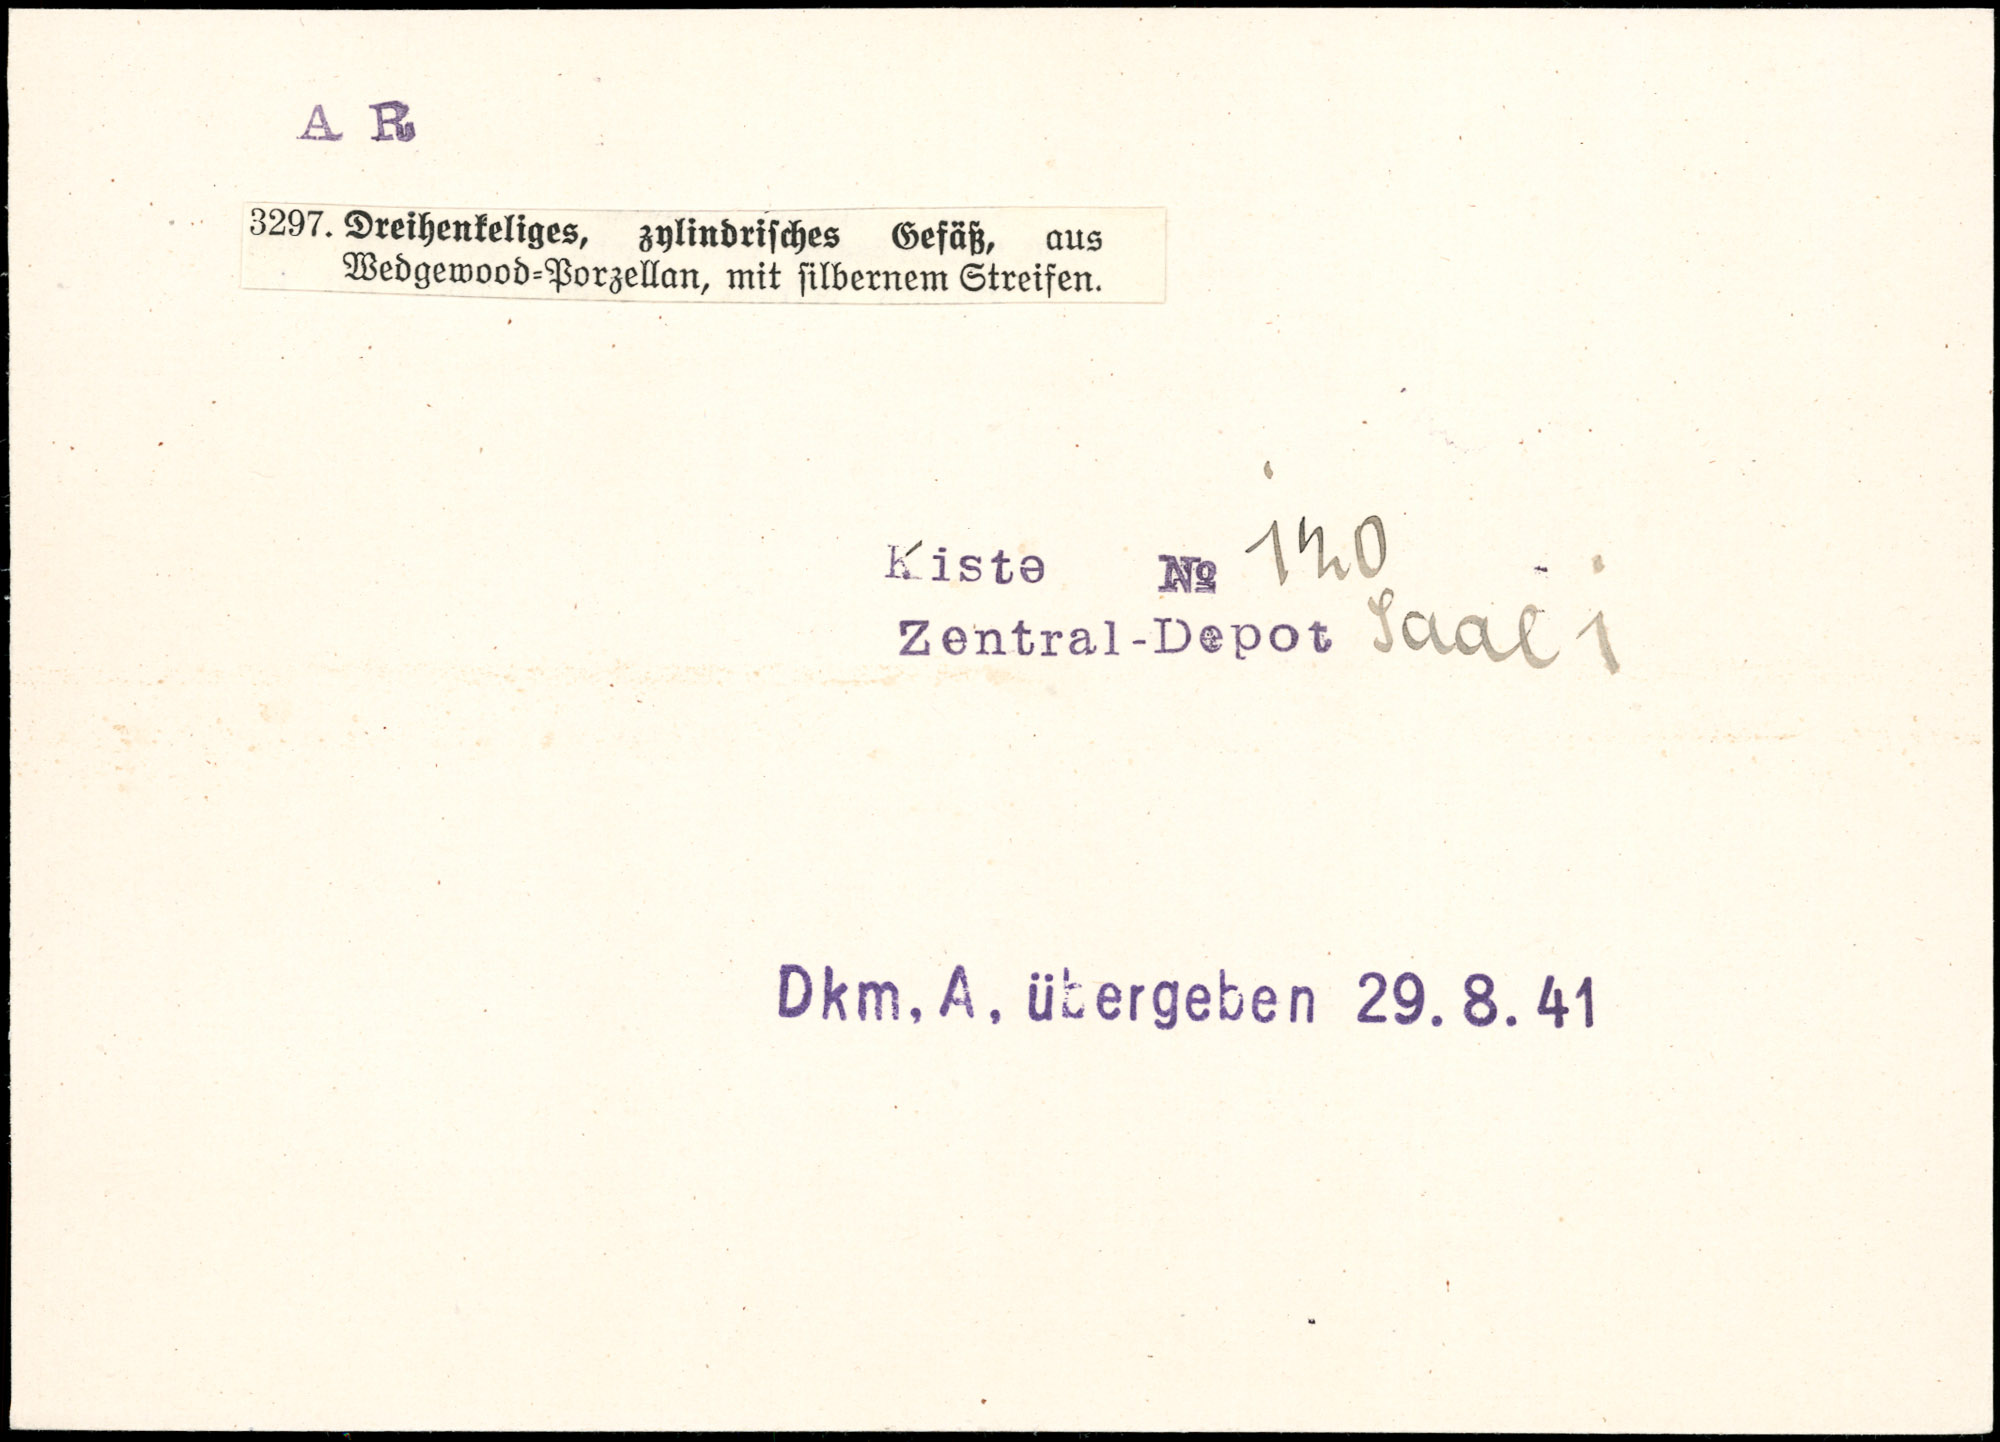 A R
3297. Dreihenkeliges, zylindrisches Gefäß, aus
Wedgewood-Porzellan, mit silbernem Streifen.
Kiste № 120
Zentral-Depot Saal 1
Dkm. A. übergeben 29. 8. 41